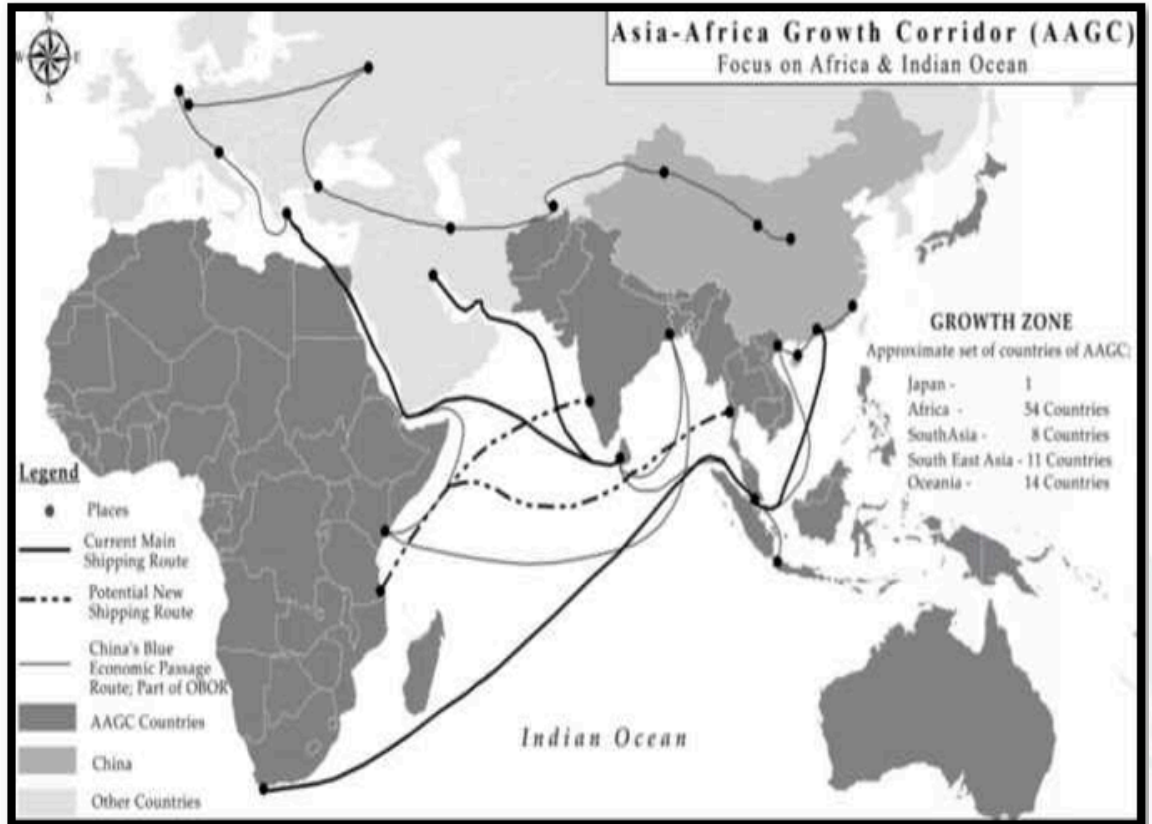 N
W E
S
Asia-Africa Growth Corridor (AAGC)
Focus on Africa & Indian Ocean
GROWTH ZONE
Approximate set of countries of AAGC:
Japan - 1
Africa - 54 Countries
SouthAsia - 8 Countries
South East Asia - 11 Countries
Oceania - 14 Countries
Legend
Places
Current Main
Shipping Route
Potential New
Shipping Route
China's Blue
Economic Passage
Route; Part of OBOR
AAGC Countries
China
Other Countries
Indian Ocean